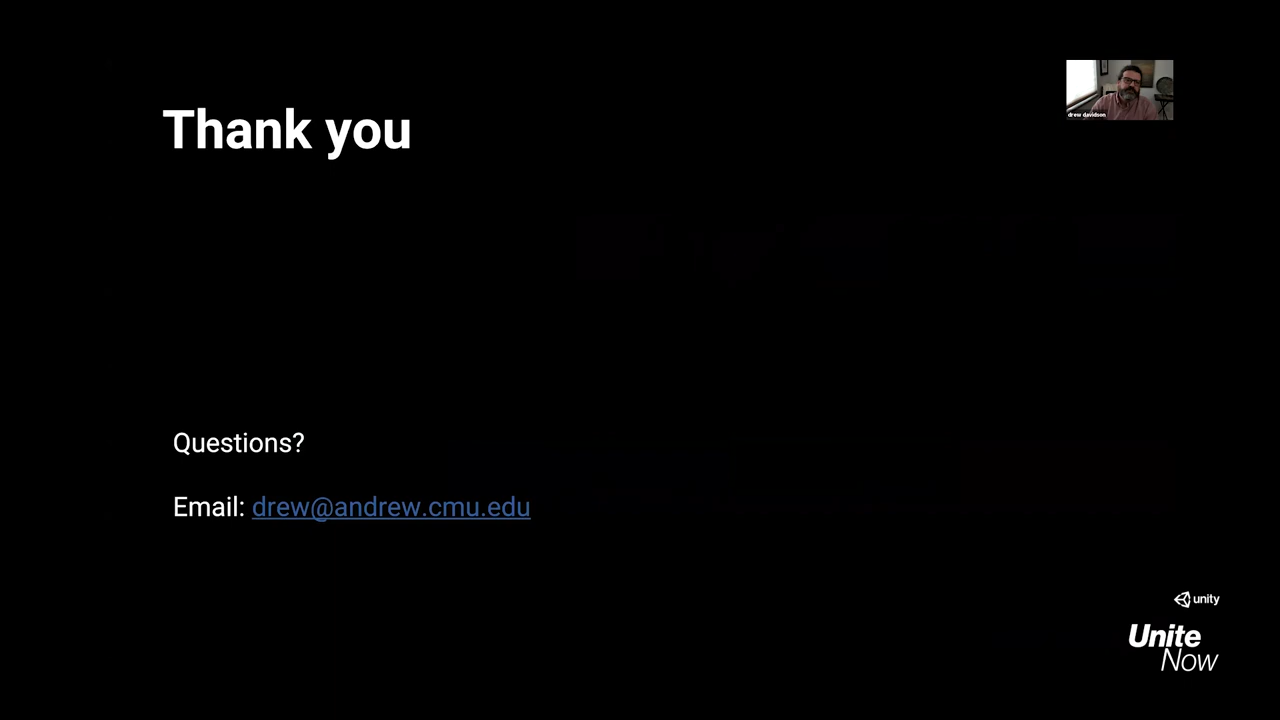 Thank you
drew davidson
Questions?
Email: drew@andrew.cmu.edu
unity
Unite
Now